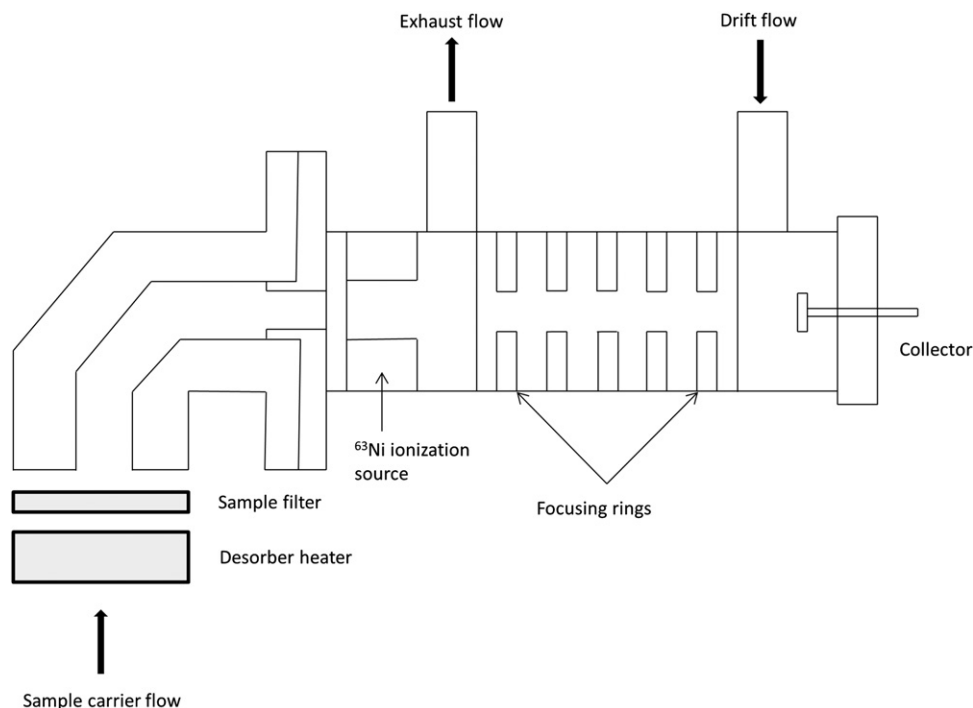 Exhaust flow
Drift flow
Collector
⁶³Ni ionization
source
Focusing rings
Sample filter
Desorber heater
Sample carrier flow